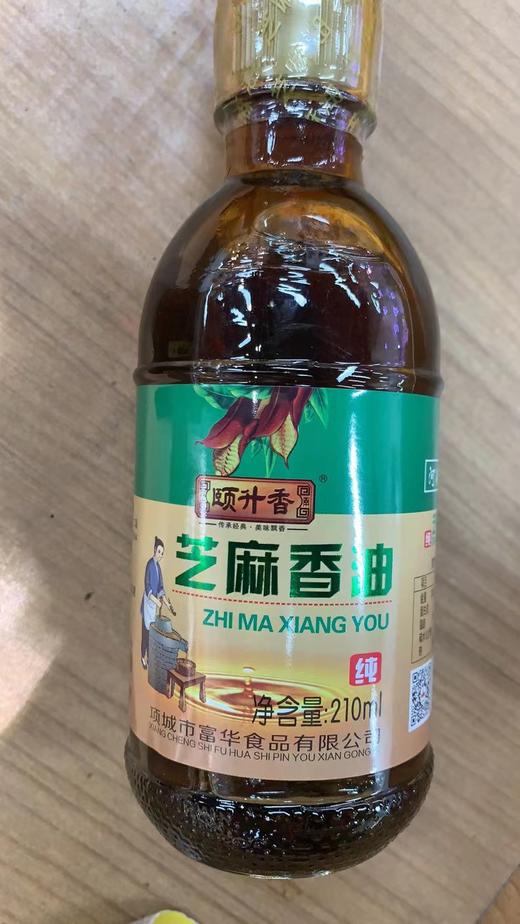 颐升香
®
传承经典·美味飘香
芝麻香油
ZHI MA XIANG YOU
纯
净含量:210ml
项城市富华食品有限公司
XIANG CHENG SHI FU HUA SHI PIN YOU XIAN GONG